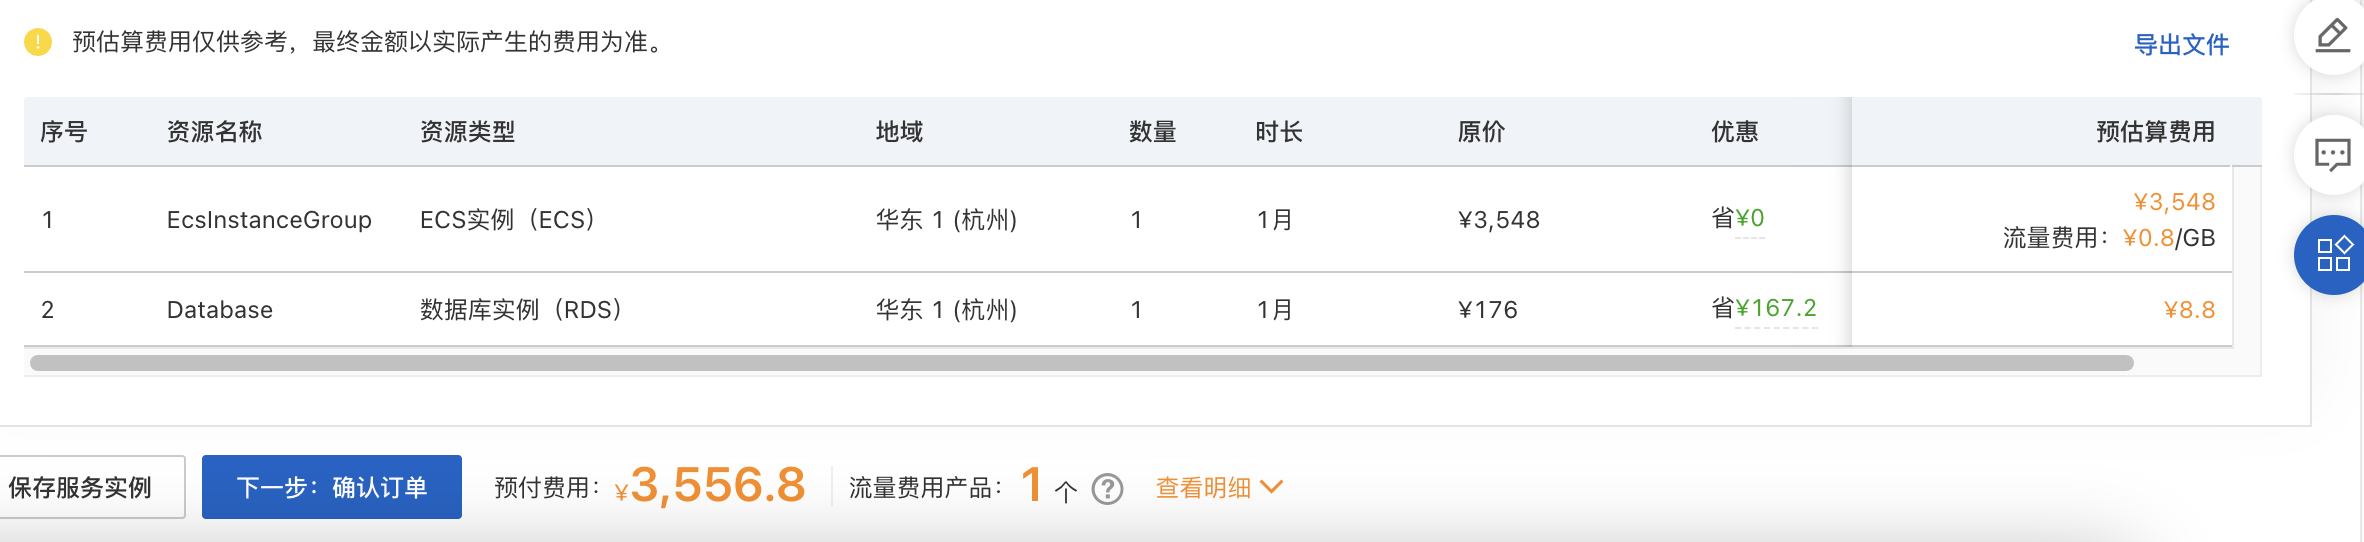 预估算费用仅供参考，最终金额以实际产生的费用为准。
导出文件
序号 资源名称 资源类型 地域 数量 时长 原价 优惠 预估算费用
1 EcsInstanceGroup ECS实例（ECS） 华东 1 (杭州) 1 1月 ¥3,548 省¥0 ¥3,548
流量费用：¥0.8/GB
2 Database 数据库实例（RDS） 华东 1 (杭州) 1 1月 ¥176 省¥167.2 ¥8.8
保存服务实例 下一步：确认订单 预付费用：¥3,556.8 流量费用产品：1 个 ? 查看明细